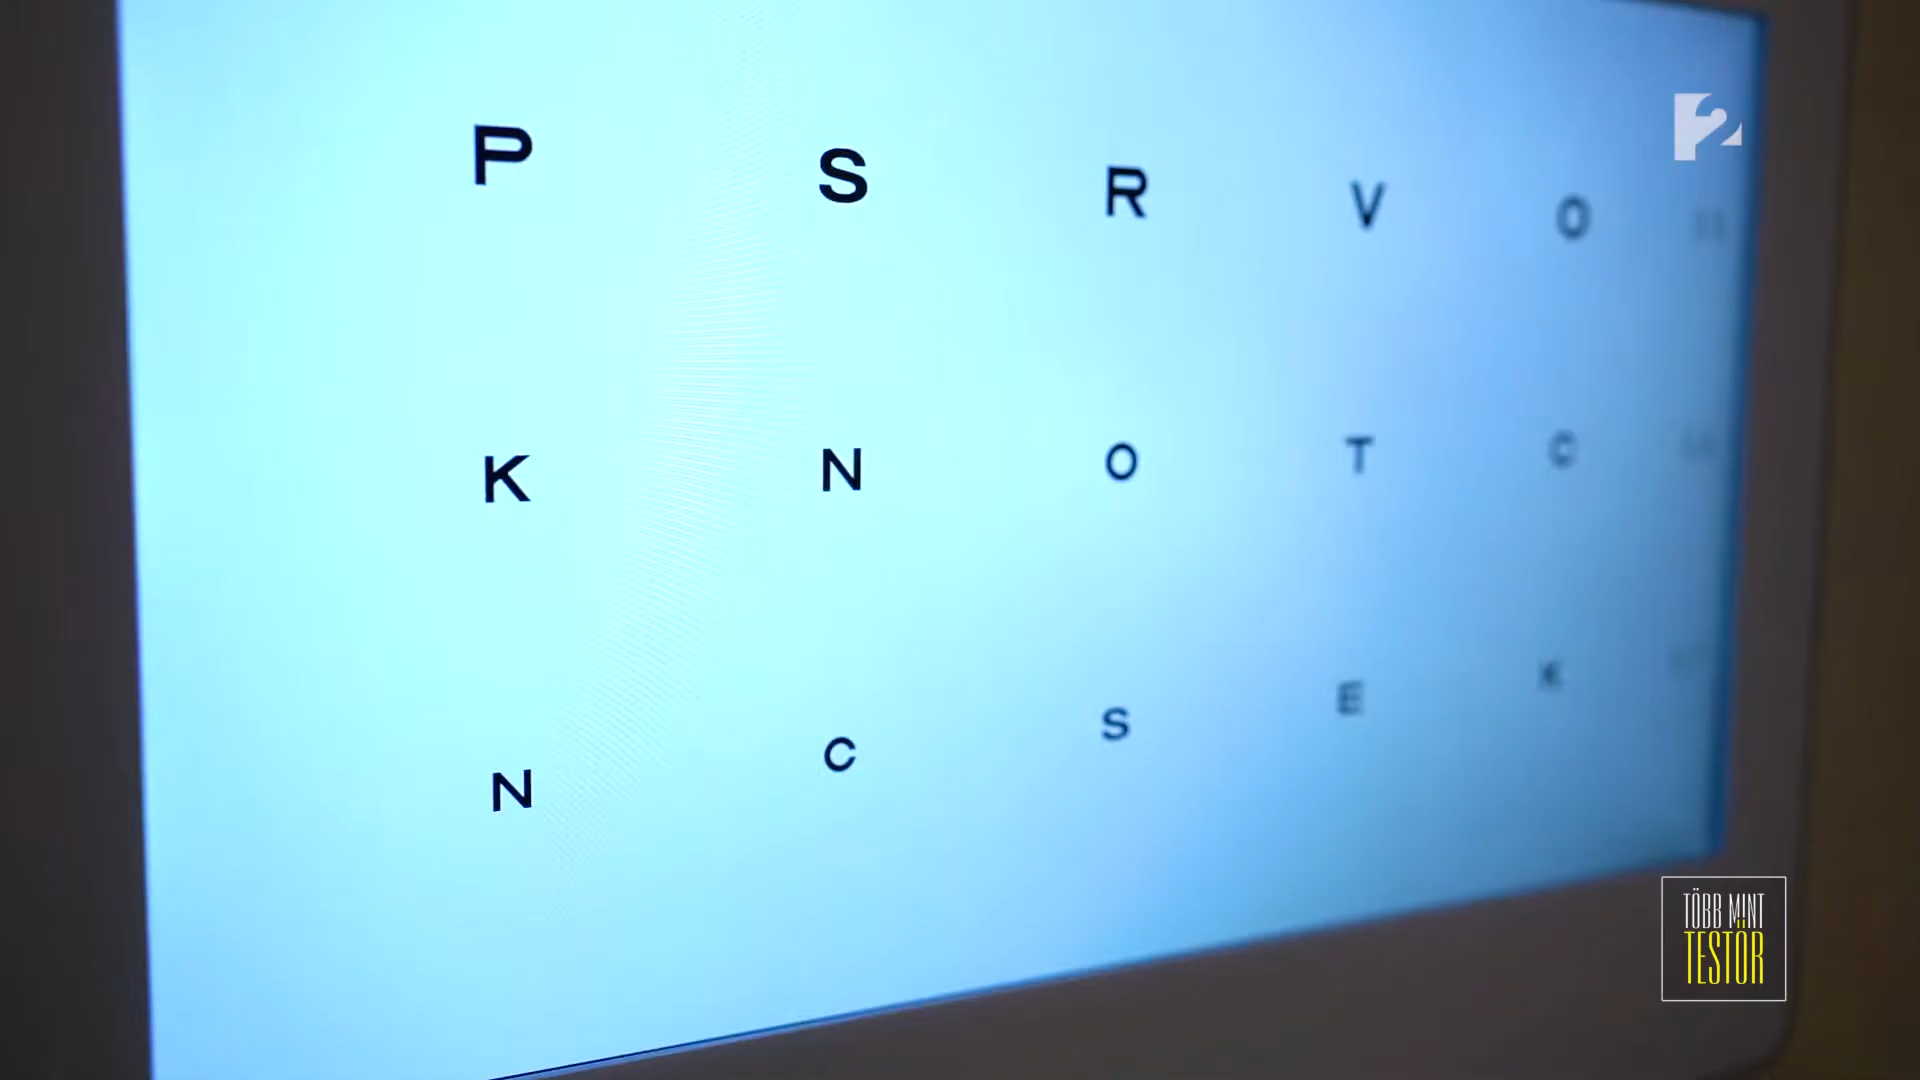 P S R V O
K N O T C
N C S E K
2
TÖBB MINT
TESTŐR